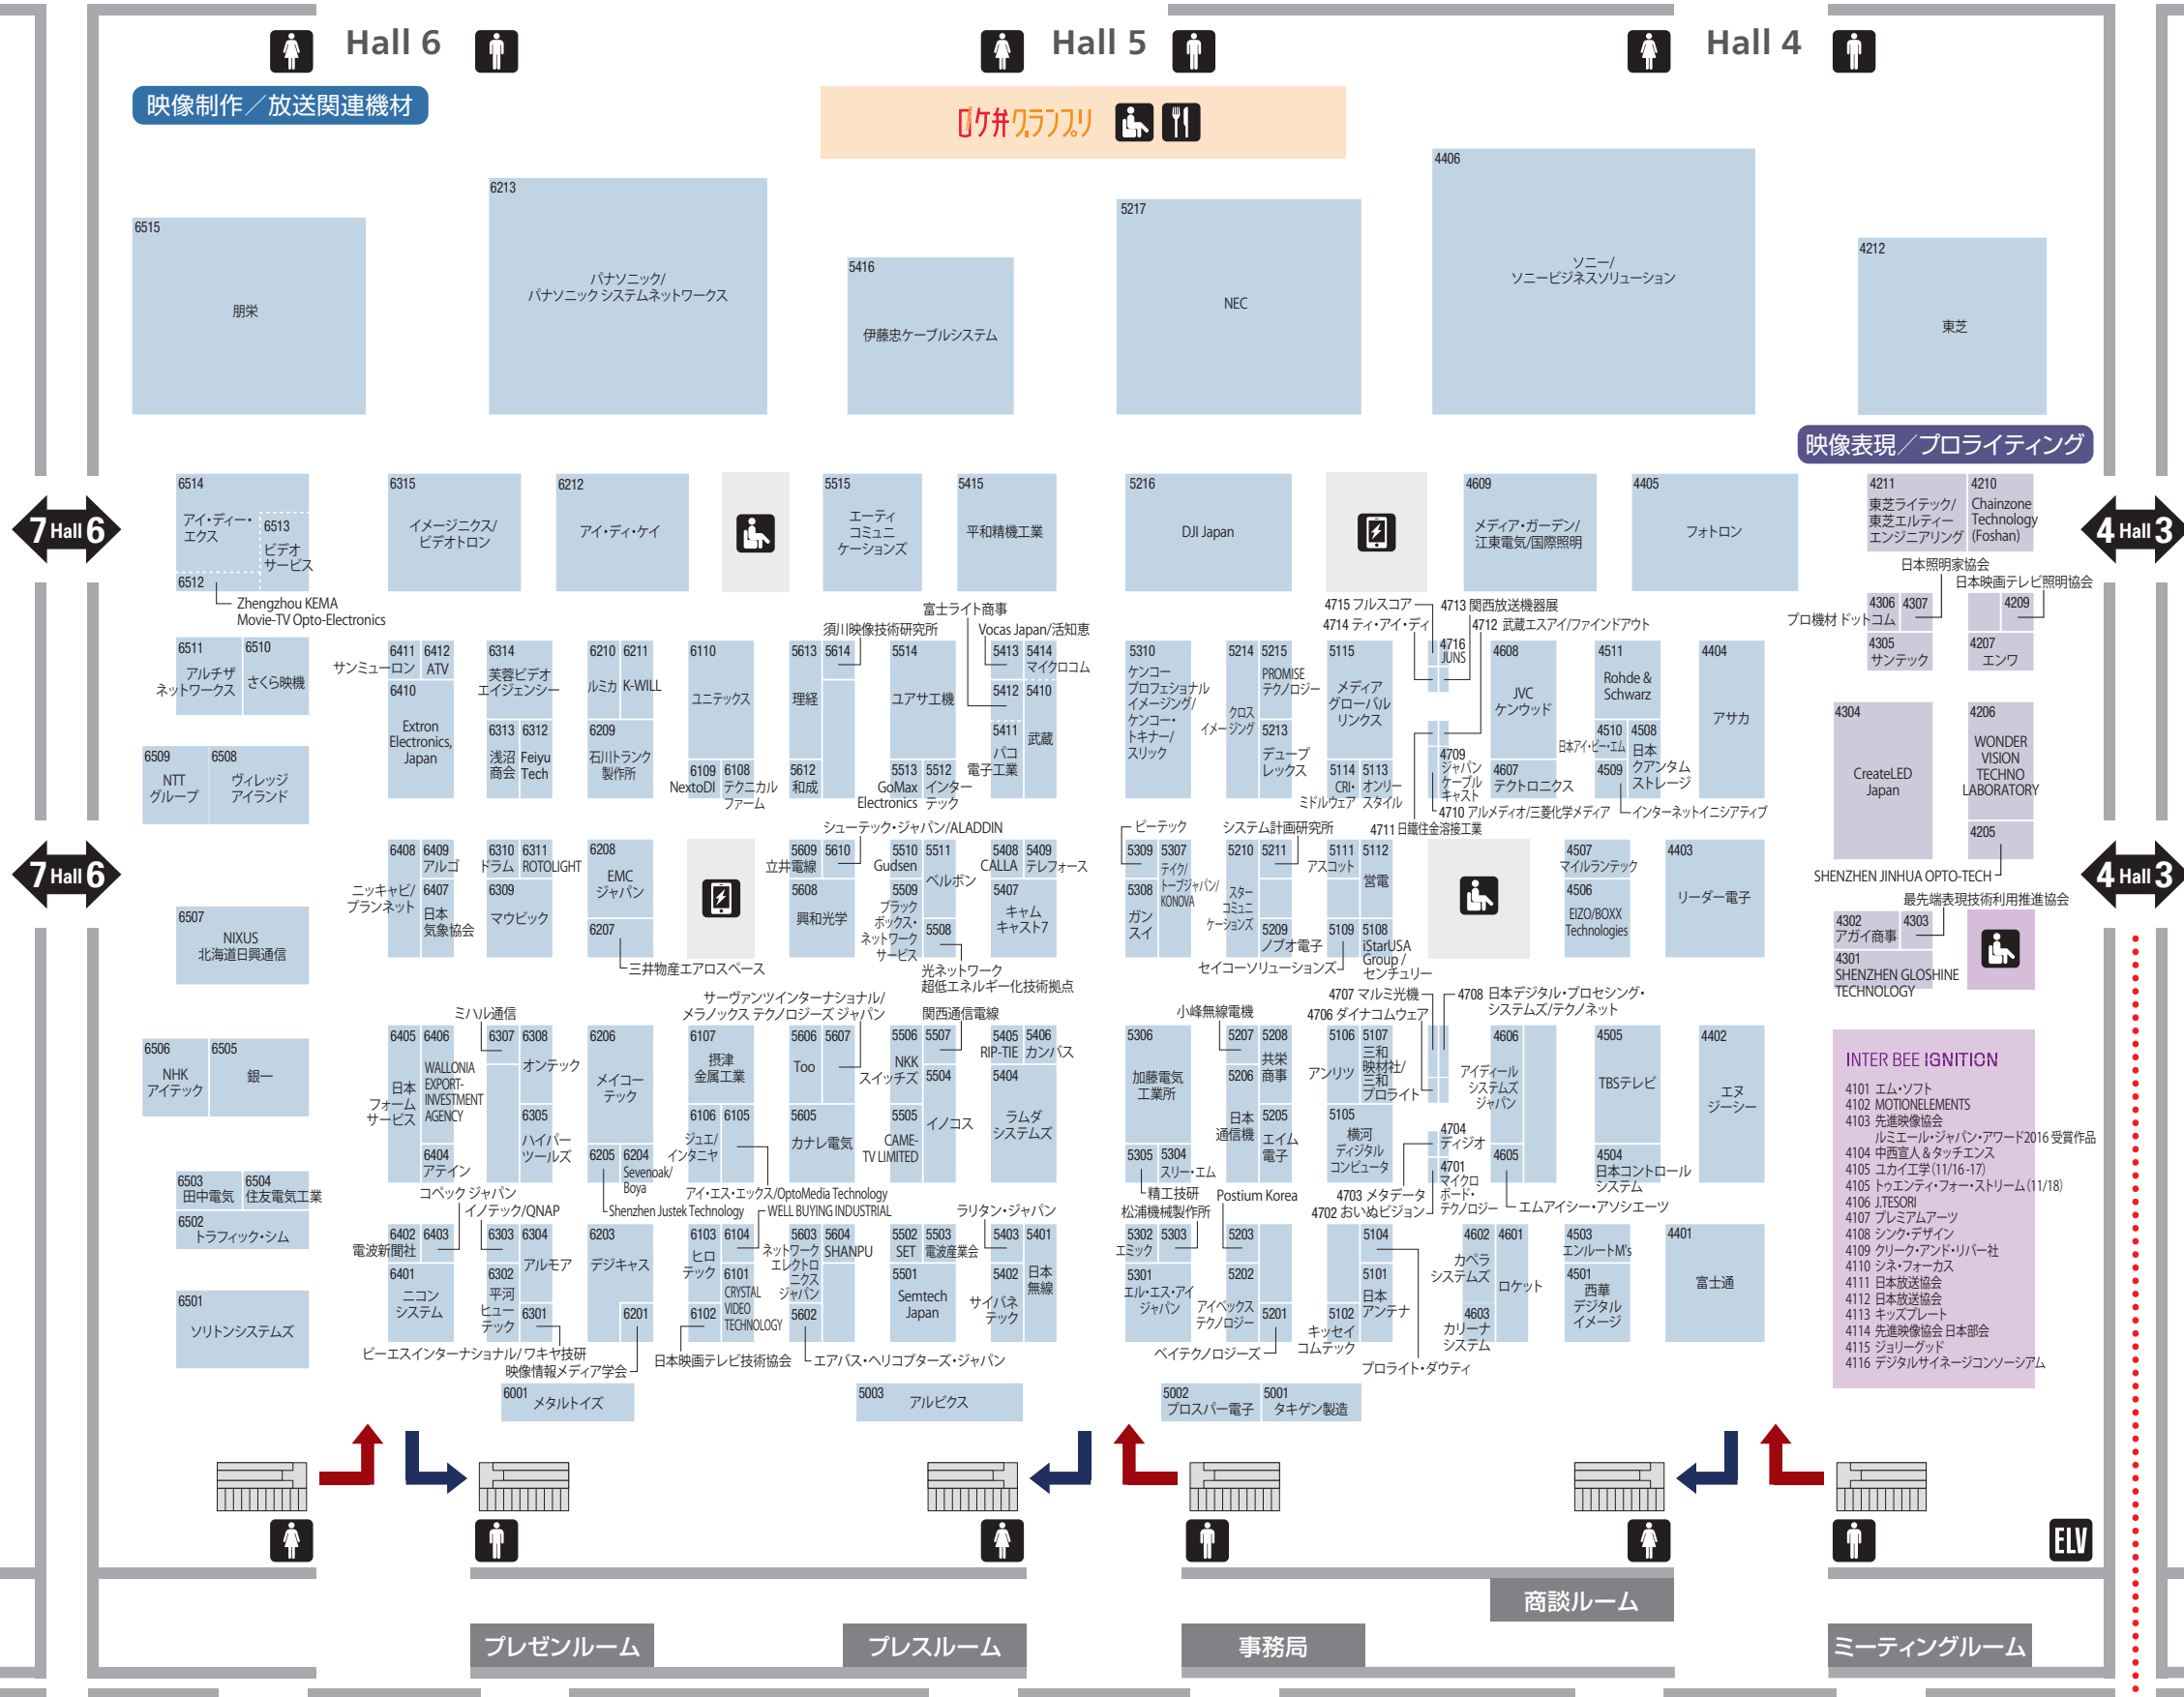 Hall 6
Hall 5
Hall 4
映像制作／放送関連機材
ロケ弁グランプリ
6515
朋栄
6213
パナソニック/
パナソニック システムネットワークス
5416
伊藤忠ケーブルシステム
5217
NEC
4406
ソニー/
ソニービジネスソリューション
4212
東芝
映像表現／プロライティング
7 Hall 6
4 Hall 3
6514
アイ・ディー・
エクス
6513
ビデオ
サービス
6512
Zhengzhou KEMA
Movie-TV Opto-Electronics
6315
イメージニクス/
ビデオトロン
6212
アイ・ディ・ケイ
5515
エーティ
コミュニ
ケーションズ
5415
平和精機工業
5216
DJI Japan
4609
メディア・ガーデン/
江東電気/国際照明
4405
フォトロン
4211
東芝ライテック/
東芝エルティー
エンジニアリング
4210
Chainzone
Technology
(Foshan)
日本照明家協会
日本映画テレビ照明協会
4306
4307
プロ機材ドットコム
4209
4305
サンテック
4207
エンワ
6511
アルチザ
ネットワークス
6510
さくら映機
6411
サンミューロン
6412
ATV
6410
Extron
Electronics,
Japan
6314
芙蓉ビデオ
エイジェンシー
6313
浅沼
商会
6312
Feiyu
Tech
6210
ルミカ
6211
K-WILL
6209
石川トランク
製作所
6110
ユニテックス
6109
NextoDI
6108
テクニカル
ファーム
須川映像技術研究所
5613
5614
理経
5612
和成
富士ライト商事
5514
ユアサ工機
5513
GoMax
Electronics
5512
インター
テック
Vocas Japan/活知恵
5413
5414
マイクロコム
5412
5410
武蔵
5411
パコ
電子工業
5310
ケンコー
プロフェショナル
イメージング/
ケンコー・
トキナー/
スリック
5214
クロス
イメージング
5215
PROMISE
テクノロジー
5213
デュープ
レックス
5115
メディア
グローバル
リンクス
5114
CRI・
ミドルウェア
5113
オンリー
スタイル
4715 フルスコア
4714 ティ・アイ・ディ
4713 関西放送機器展
4712 武蔵エスアイ/ファインドアウト
4716
JUNS
4709
ジャパン
ケーブル
キャスト
4710 アルメディオ/三菱化学メディア
4711 日鐵住金溶接工業
4608
JVC
ケンウッド
4607
テクトロニクス
4511
Rohde &
Schwarz
4510
日本アイ・ビー・エム
4508
日本
クアンタム
ストレージ
4509
インターネットイニシアティブ
4404
アサカ
4304
CreateLED
Japan
4206
WONDER
VISION
TECHNO
LABORATORY
4205
SHENZHEN JINHUA OPTO-TECH
6509
NTT
グループ
6508
ヴィレッジ
アイランド
7 Hall 6
4 Hall 3
6408
ニッキャビ/
プランネット
6409
アルゴ
6407
日本
気象協会
6310
ドラム
6311
ROTOLIGHT
6309
マウビック
6208
EMC
ジャパン
6207
三井物産エアロスペース
シューテック・ジャパン/ALADDIN
5609
立井電線
5610
5608
興和光学
5510
Gudsen
5511
ベルボン
5509
ブラック
ボックス・
ネットワーク
サービス
5508
光ネットワーク
超低エネルギー化技術拠点
5408
CALLA
5409
テレフォース
5407
キャム
キャスト7
ピーテック
5309
5307
テイク/
トープジャパン/
KONOVA
5308
ガン
スイ
システム計画研究所
5210
スター
コミュニ
ケーションズ
5211
5209
ノブオ電子
5111
アスコット
5112
営電
5109
セイコーソリューションズ
5108
iStarUSA
Group /
センチュリー
4507
マイルランテック
4506
EIZO/BOXX
Technologies
4403
リーダー電子
最先端表現技術利用推進協会
4302
アガイ商事
4303
4301
SHENZHEN GLOSHINE
TECHNOLOGY
6507
NIXUS
北海道日興通信
6506
NHK
アイテック
6505
銀一
6405
日本
フォーム
サービス
6406
WALLONIA
EXPORT-
INVESTMENT
AGENCY
6404
アテイン
ミハル通信
6307
6308
オンテック
6305
ハイパー
ツールズ
6206
メイコー
テック
6205
Shenzhen Justek Technology
6204
Sevenoak/
Boya
6107
摂津
金属工業
6106
ジュエ/
インタニヤ
6105
アイ・エス・エックス/OptoMedia Technology
サーヴァンツインターナショナル/
メラノックス テクノロジーズ ジャパン
5606
Too
5607
5605
カナレ電気
関西通信電線
5506
NKK
スイッチズ
5507
5504
イノコス
5505
CAME-
TV LIMITED
5405
RIP-TIE
5406
カンバス
5404
ラムダ
システムズ
5306
加藤電気
工業所
5305
精工技研
5304
スリー・エム
小峰無線電機
5207
5208
共栄
商事
5206
日本
通信機
5205
エイム
電子
5106
アンリツ
5107
三和
映材社/
三和
プロライト
5105
横河
ディジタル
コンピュータ
4707 マルミ光機
4706 ダイナコムウェア
4708 日本デジタル・プロセシング・
システムズ/テクノネット
4704
ディジオ
4701
マイクロ
ボード・
テクノロジー
4703 メタデータ
4702 おいぬビジョン
4606
アイディール
システムズ
ジャパン
4605
エムアイシー・アソシエーツ
4505
TBSテレビ
4504
日本コントロール
システム
4402
エヌ
ジーシー
INTER BEE IGNITION
4101 エム・ソフト
4102 MOTIONELEMENTS
4103 先進映像協会
ルミエール・ジャパン・アワード2016 受賞作品
4104 中西宣人＆タッチエンス
4105 ユカイ工学(11/16-17)
4105 トゥエンティ・フォー・ストリーム(11/18)
4106 J.TESORI
4107 プレミアムアーツ
4108 シンク・デザイン
4109 クリーク・アンド・リバー社
4110 シネ・フォーカス
4111 日本放送協会
4112 日本放送協会
4113 キッズプレート
4114 先進映像協会 日本部会
4115 ジョリーグッド
4116 デジタルサイネージコンソーシアム
6503
田中電気
6504
住友電気工業
6502
トラフィック・シム
6501
ソリトンシステムズ
コペック ジャパン
6402
電波新聞社
6403
6401
ニコン
システム
イノテック/QNAP
6303
6304
アルモア
6302
平河
ヒュー
テック
6301
ビーエスインターナショナル/ワキヤ技研
6203
デジキャス
6201
映像情報メディア学会
WELL BUYING INDUSTRIAL
6103
ヒロ
テック
6104
6101
CRYSTAL
VIDEO
TECHNOLOGY
6102
日本映画テレビ技術協会
5603
ネットワーク
エレクトロ
ニクス
ジャパン
5604
SHANPU
5602
エアバス・ヘリコプターズ・ジャパン
5502
SET
5503
電波産業会
5501
Semtech
Japan
ラリタン・ジャパン
5403
5401
日本
無線
5402
サイバネ
テック
松浦機械製作所
5302
エミック
5303
5301
エル・エス・アイ
ジャパン
Postium Korea
5203
5202
アイベックス
テクノロジー
5201
ベイテクノロジーズ
5104
5101
日本
アンテナ
5102
キッセイ
コムテック
プロライト・ダウティ
4602
カペラ
システムズ
4601
ロケット
4603
カリーナ
システム
4503
エンルートM's
4501
西華
デジタル
イメージ
4401
富士通
6001
メタルトイズ
5003
アルビクス
5002
プロスパー電子
5001
タキゲン製造
ELV
商談ルーム
プレゼンルーム
プレスルーム
事務局
ミーティングルーム